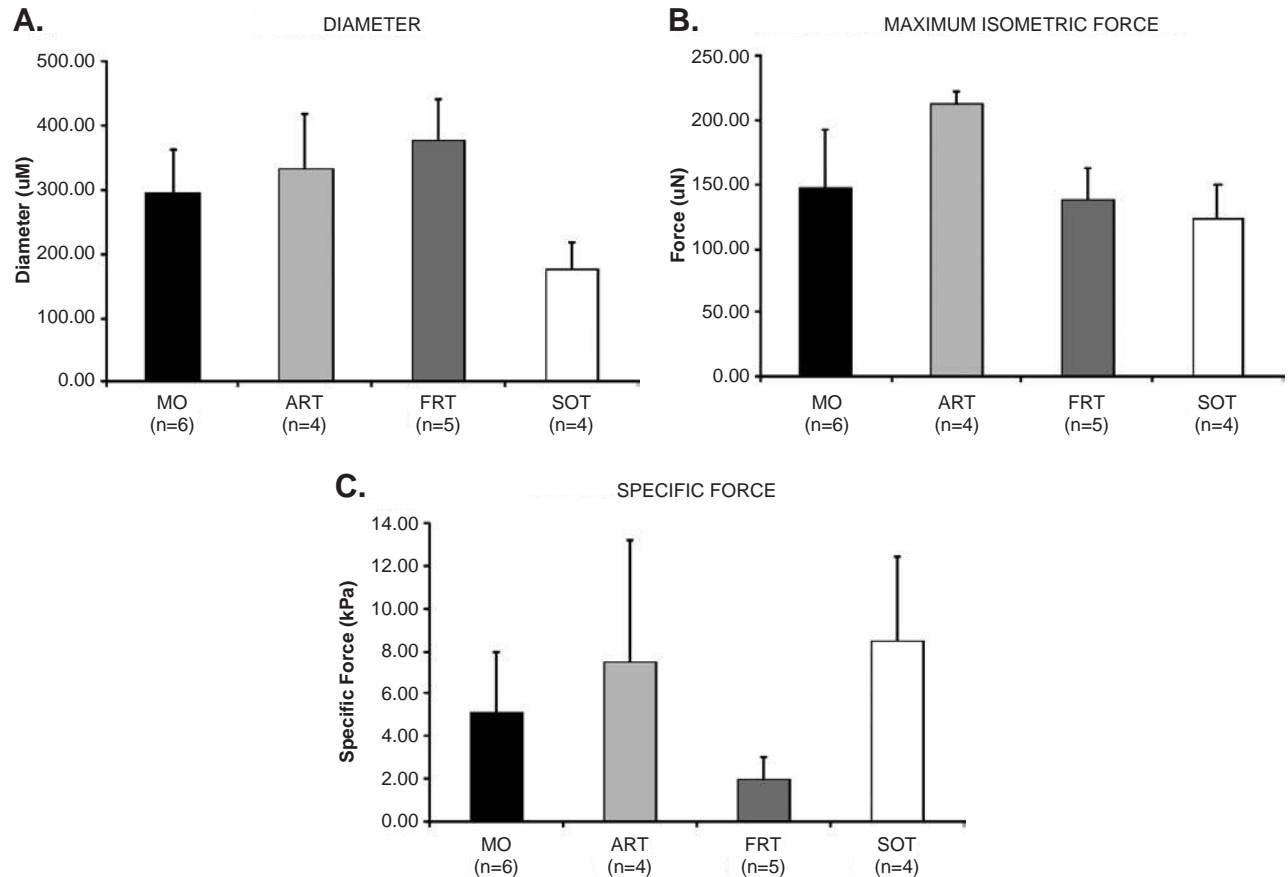 A.
DIAMETER
500.00
400.00
300.00
200.00
100.00
0.00
Diameter (uM)
MO
(n=6)
ART
(n=4)
FRT
(n=5)
SOT
(n=4)
B.
MAXIMUM ISOMETRIC FORCE
250.00
200.00
150.00
100.00
50.00
0.00
Force (uN)
MO
(n=6)
ART
(n=4)
FRT
(n=5)
SOT
(n=4)
C.
SPECIFIC FORCE
14.00
12.00
10.00
8.00
6.00
4.00
2.00
0.00
Specific Force (kPa)
MO
(n=6)
ART
(n=4)
FRT
(n=5)
SOT
(n=4)